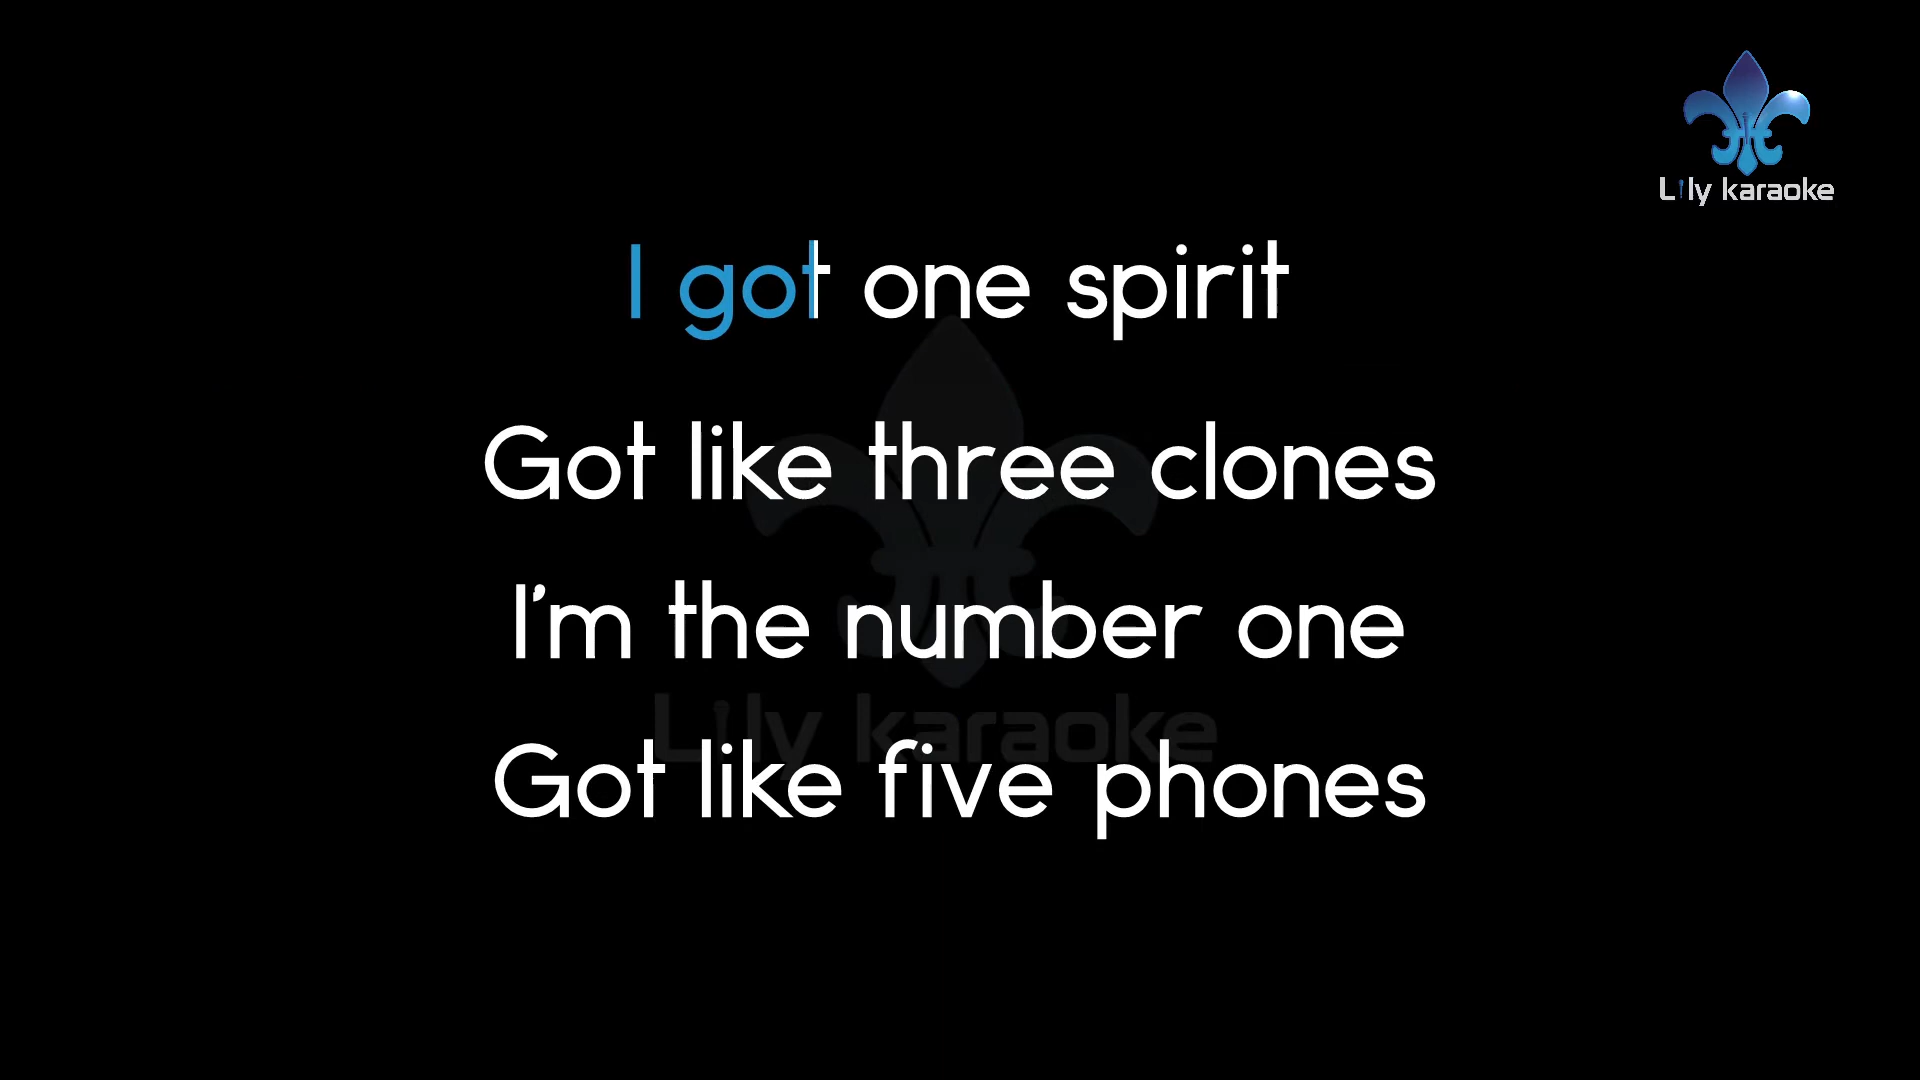 Lily karaoke
I got one spirit
Got like three clones
I'm the number one
Lily karaoke
Got like five phones